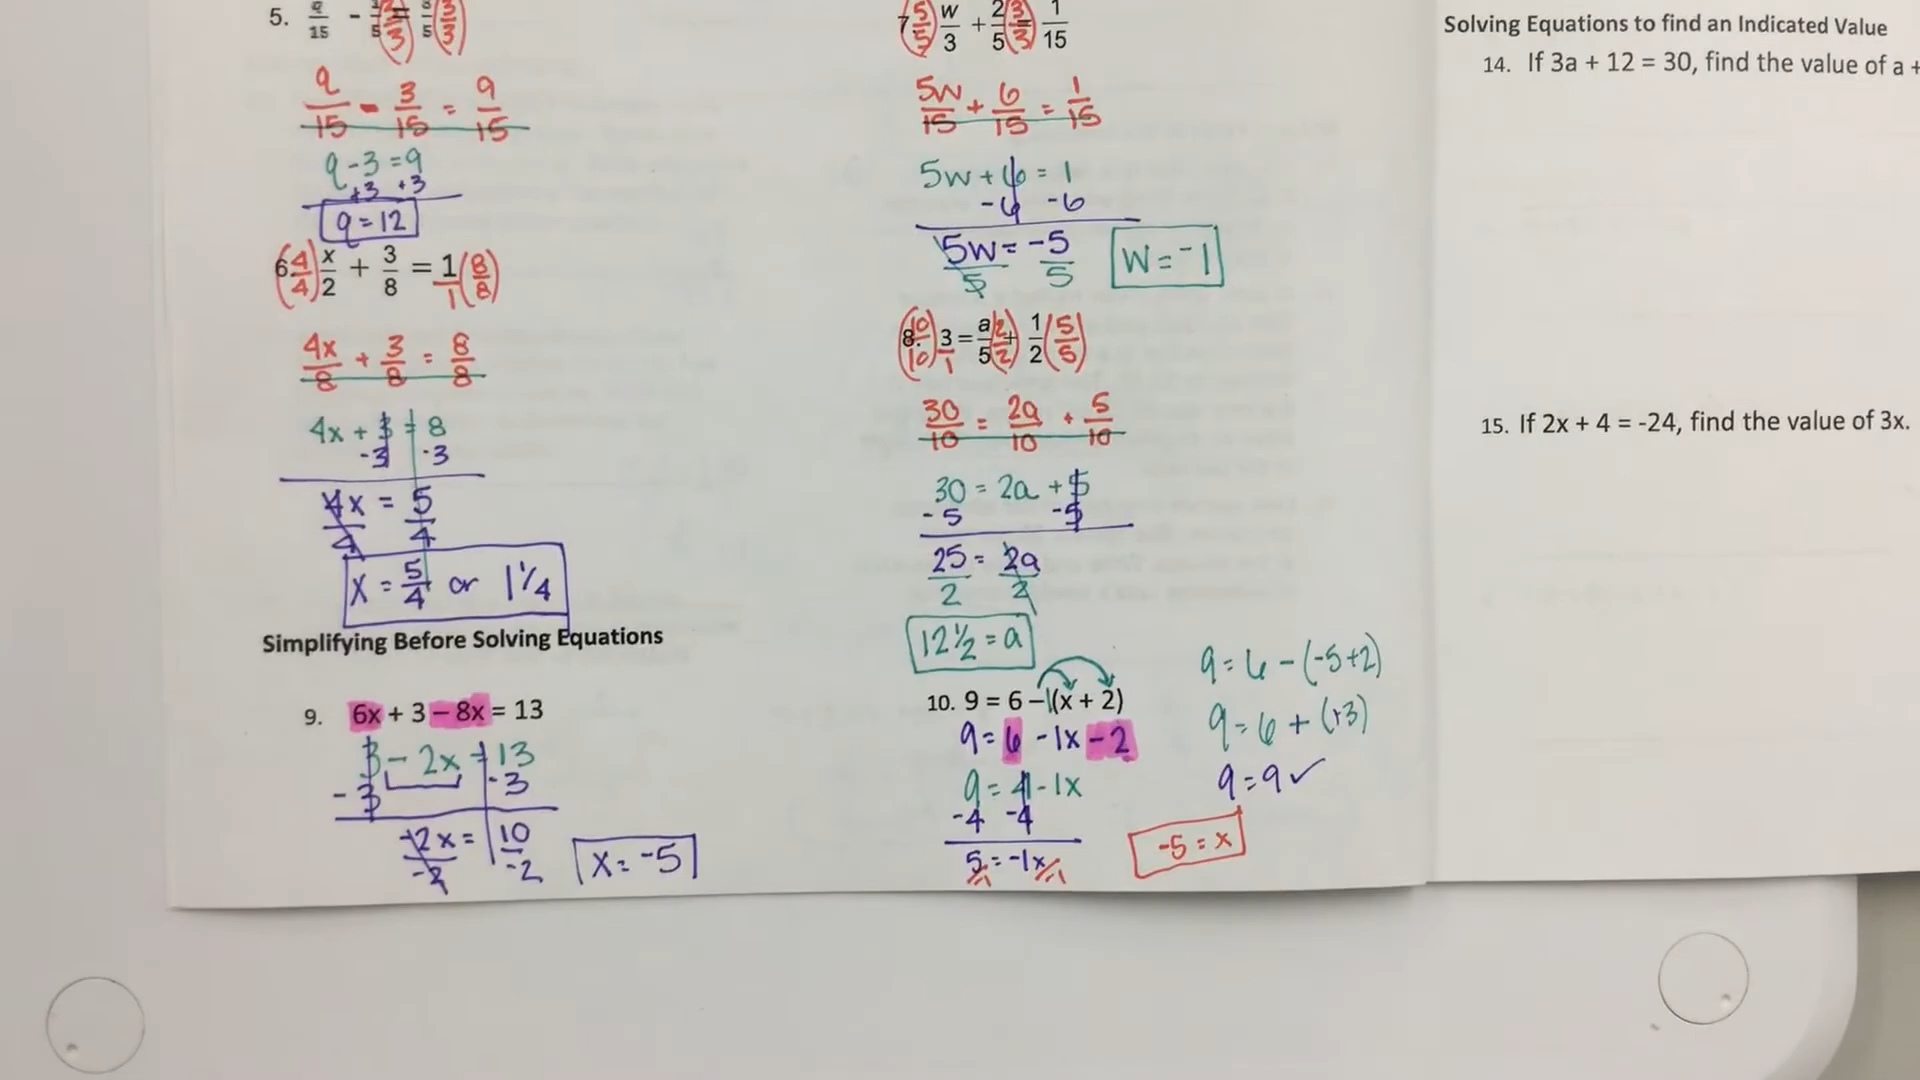 5. q/15 - 1/5(3/3) = 3/5(3/3)
q/15 - 3/15 = 9/15
q - 3 = 9
+3 +3
q = 12
6. (4/4) x/2 + 3/8 = 1/1 (8/8)
4x/8 + 3/8 = 8/8
4x + 3 = 8
-3 -3
4x/4 = 5/4
x = 5/4 or 1 1/4
Simplifying Before Solving Equations
9. 6x + 3 – 8x = 13
3 - 2x = 13
-3 -3
-2x/-2 = 10/-2
x = -5
7. (5/5) w/3 + 2/5 (3/3) = 1/15
5w/15 + 6/15 = 1/15
5w + 6 = 1
-6 -6
5w/5 = -5/5
w = -1
8. (10/10) 3/1 = a/5 (2/2) + 1/2 (5/5)
30/10 = 2a/10 + 5/10
30 = 2a + 5
-5 -5
25/2 = 2a/2
12 1/2 = a
10. 9 = 6 – 1(x + 2)
9 = 6 - 1x - 2
9 = 4 - 1x
-4 -4
5/-1 = -1x/-1
-5 = x
9 = 6 - (-5+2)
9 = 6 + (+3)
9 = 9 ✓
Solving Equations to find an Indicated Value
14. If 3a + 12 = 30, find the value of a +
15. If 2x + 4 = -24, find the value of 3x.